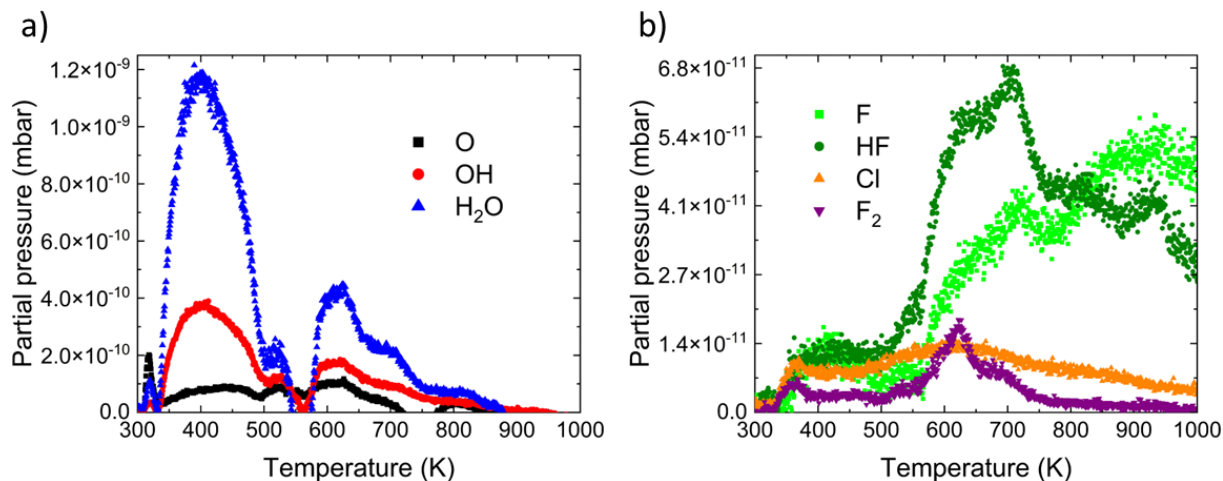 a)
Partial pressure (mbar)
1.2×10⁻⁹
1.0×10⁻⁹
8.0×10⁻¹⁰
6.0×10⁻¹⁰
4.0×10⁻¹⁰
2.0×10⁻¹⁰
0.0
O
OH
H₂O
300 400 500 600 700 800 900 1000
Temperature (K)
b)
Partial pressure (mbar)
6.8×10⁻¹¹
5.4×10⁻¹¹
4.1×10⁻¹¹
2.7×10⁻¹¹
1.4×10⁻¹¹
0.0
F
HF
Cl
F₂
300 400 500 600 700 800 900 1000
Temperature (K)